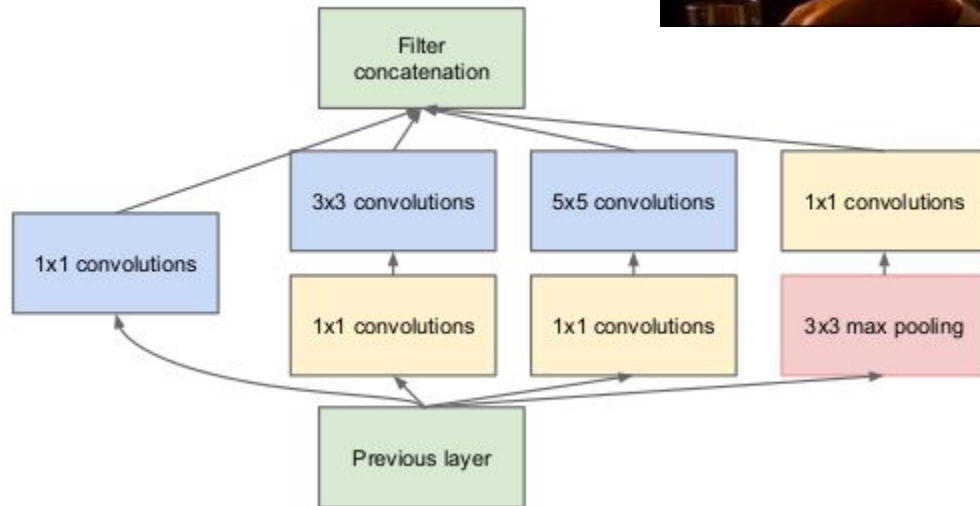 Filter
concatenation
3x3 convolutions
5x5 convolutions
1x1 convolutions
1x1 convolutions
1x1 convolutions
1x1 convolutions
3x3 max pooling
Previous layer